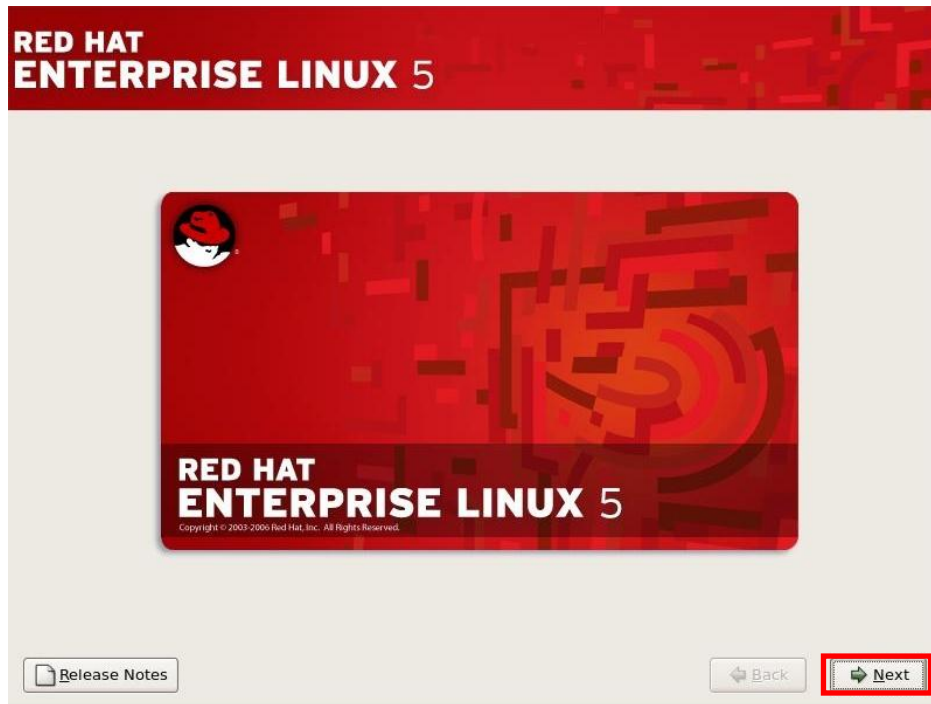 RED HAT
ENTERPRISE LINUX 5
RED HAT
ENTERPRISE LINUX 5
Copyright © 2003-2006 Red Hat, Inc. All Rights Reserved.
Release Notes
Back
Next